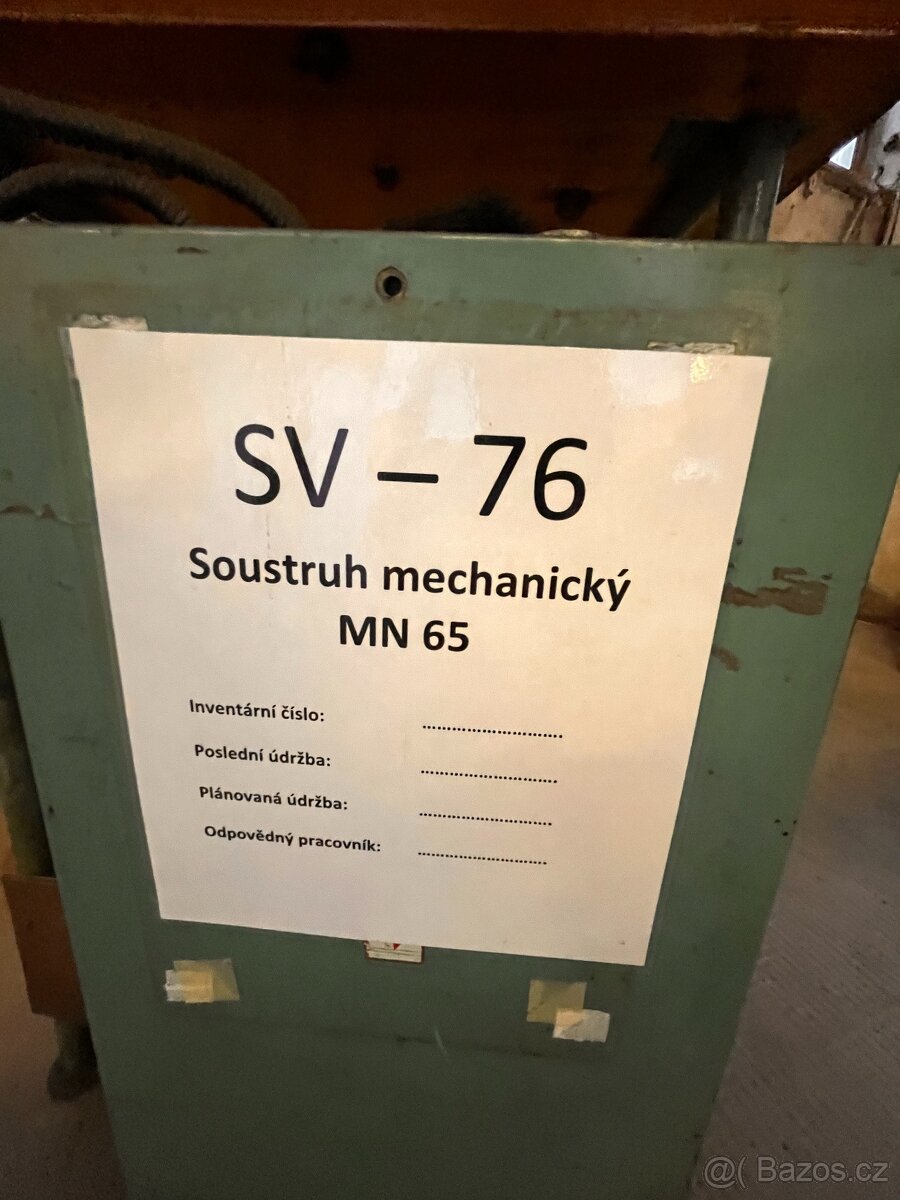 SV – 76
Soustruh mechanický
MN 65
Inventární číslo: ................................
Poslední údržba: ................................
Plánovaná údržba: ................................
Odpovědný pracovník: ................................
@( Bazos.cz